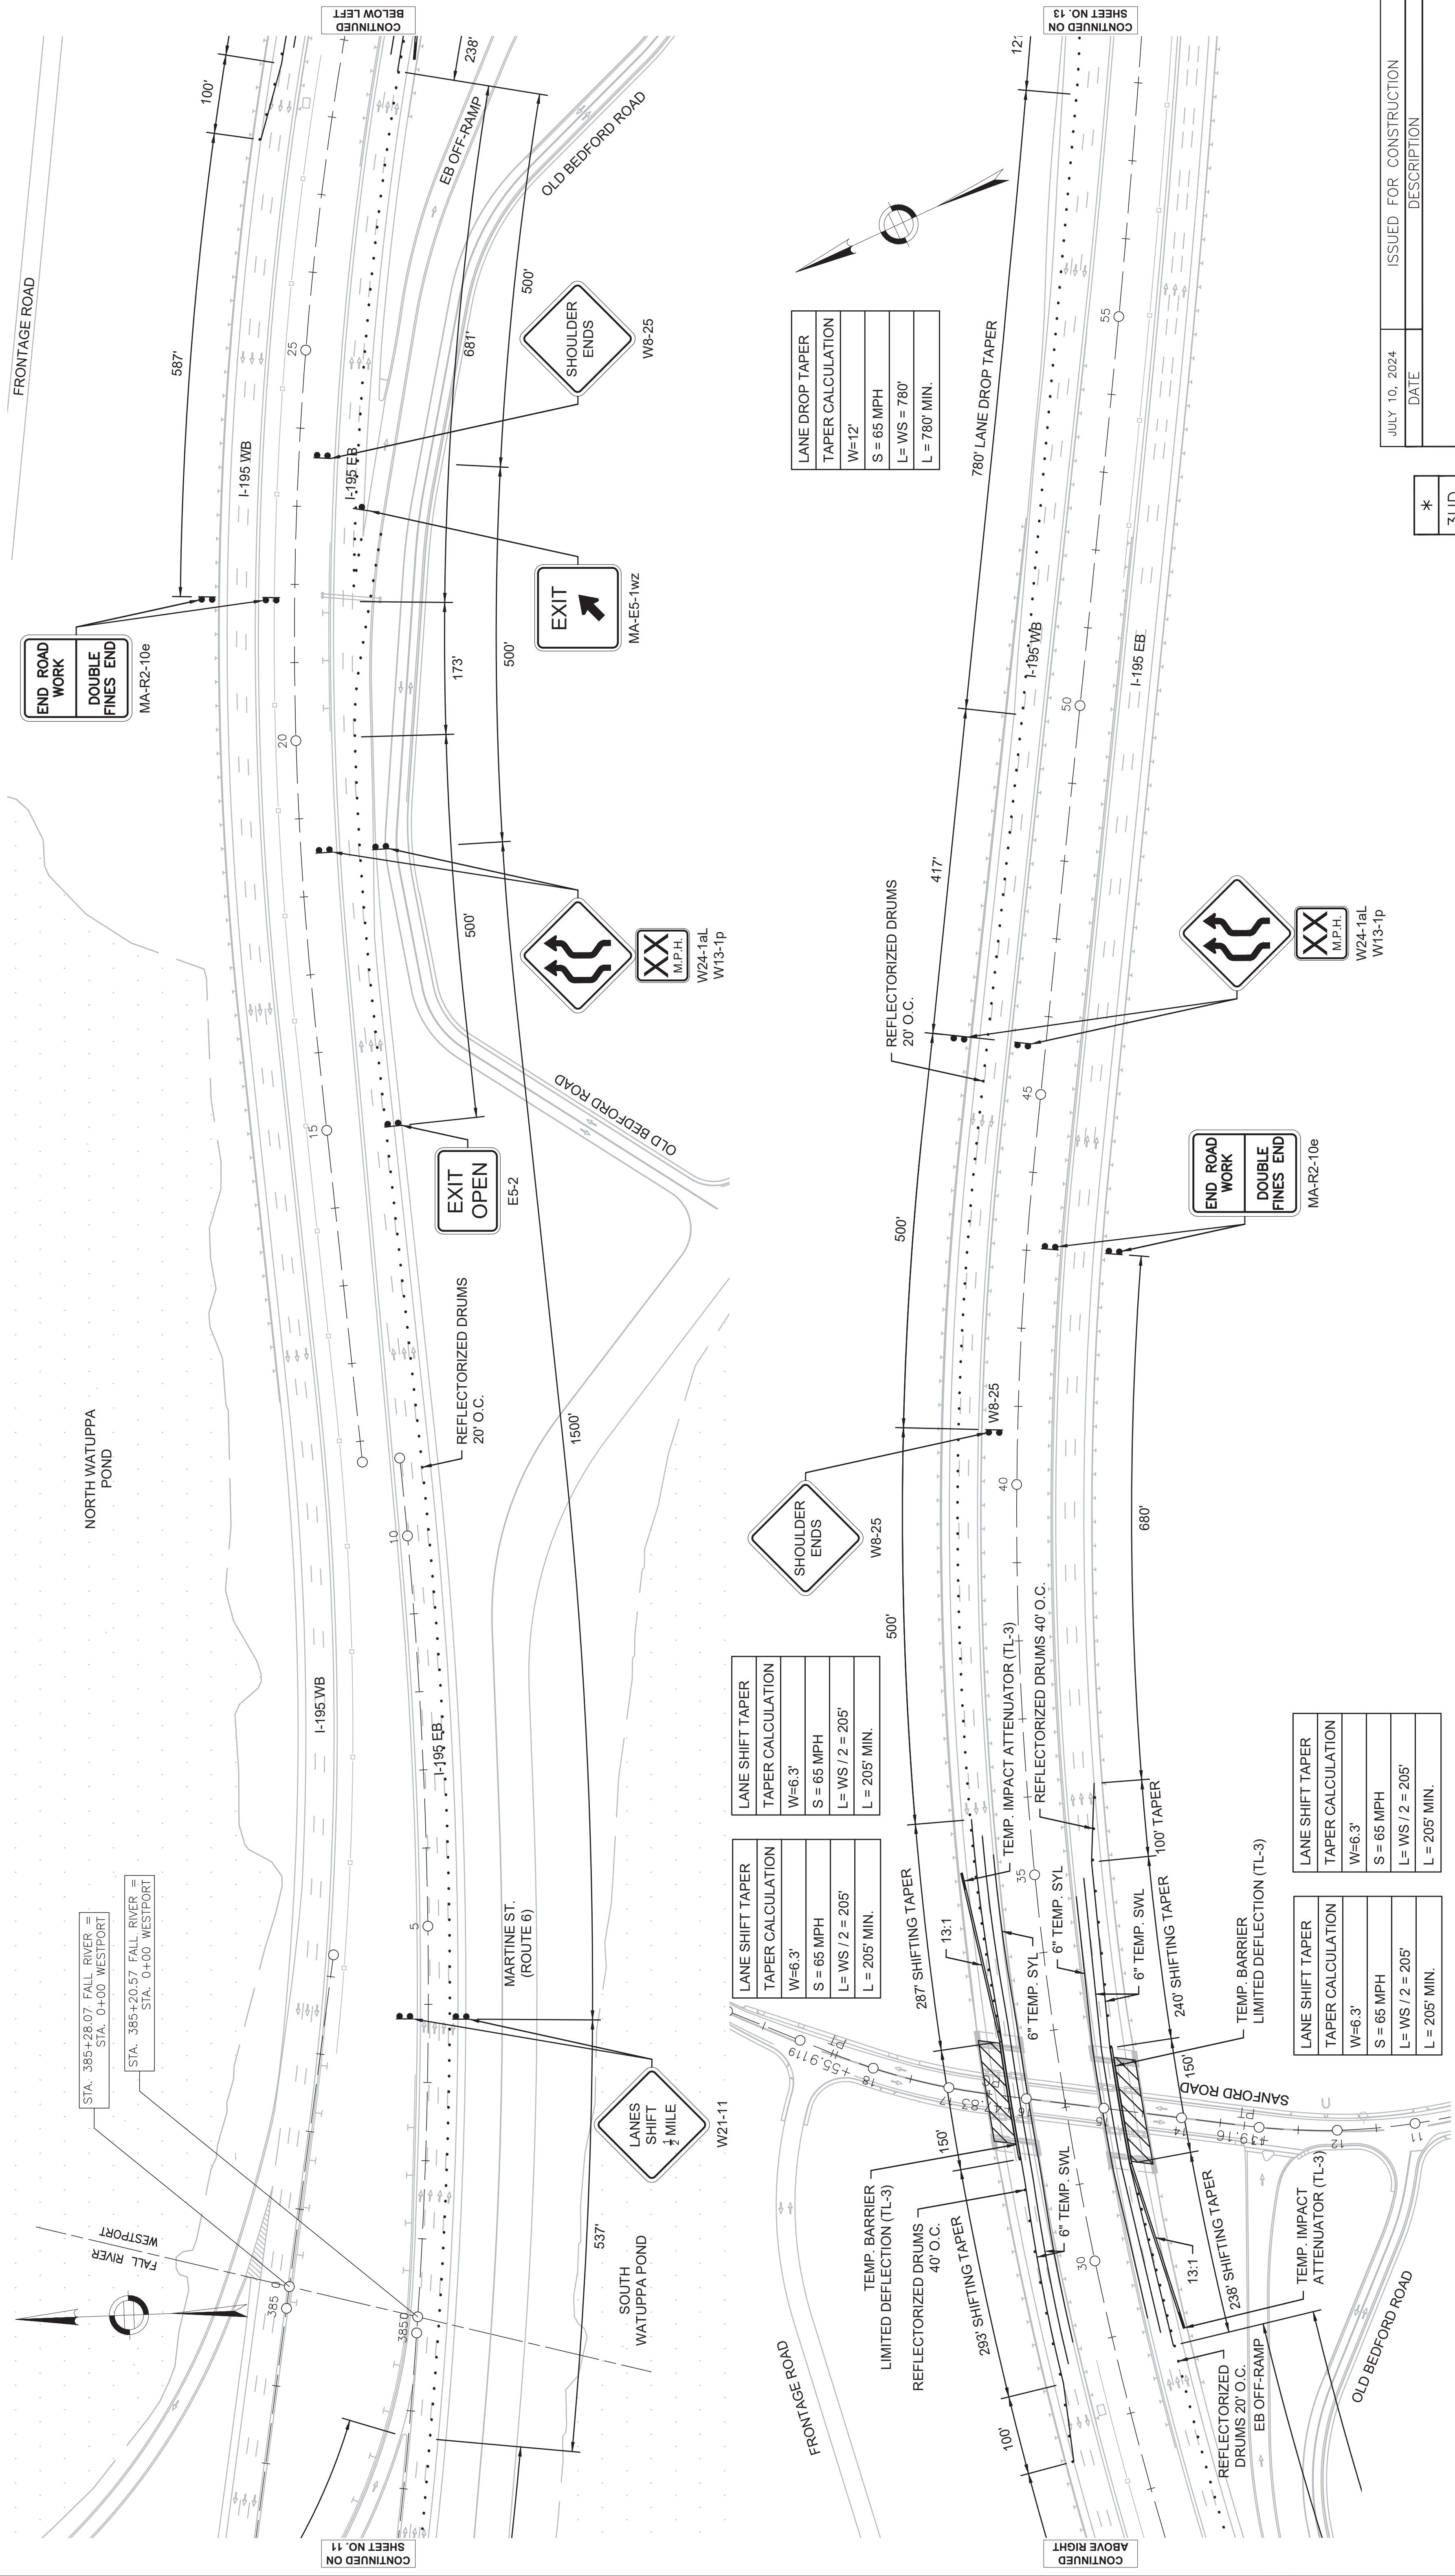 CONTINUED ON
SHEET NO. 11
CONTINUED
BELOW LEFT
FALL RIVER
WESTPORT
STA. 385+28.07 FALL RIVER =
STA. 0+00 WESTPORT
STA. 385+20.57 FALL RIVER =
STA. 0+00 WESTPORT
385
0
385
0
NORTH WATUPPA
POND
SOUTH
WATUPPA POND
FRONTAGE ROAD
I-195 WB
I-195 EB
I-195 WB
I-195 EB
5
10
15
20
25
MARTINE ST.
(ROUTE 6)
LANES
SHIFT
1/2 MILE
W21-11
537'
1500'
REFLECTORIZED DRUMS
20' O.C.
EXIT
OPEN
E5-2
OLD BEDFORD ROAD
500'
173'
681'
XX
M.P.H.
W24-1aL
W13-1p
500'
500'
END ROAD
WORK
DOUBLE
FINES END
MA-R2-10e
587'
100'
EXIT
MA-E5-1wz
SHOULDER
ENDS
W8-25
EB OFF-RAMP
OLD BEDFORD ROAD
238'
CONTINUED
ABOVE RIGHT
CONTINUED ON
SHEET NO. 13
FRONTAGE ROAD
100'
293' SHIFTING TAPER
150'
287' SHIFTING TAPER
500'
500'
417'
780' LANE DROP TAPER
121
TEMP. BARRIER
LIMITED DEFLECTION (TL-3)
REFLECTORIZED DRUMS
40' O.C.
6" TEMP. SWL
6" TEMP. SYL
6" TEMP. SYL
6" TEMP. SWL
13:1
TEMP. IMPACT ATTENUATOR (TL-3)
REFLECTORIZED DRUMS 40' O.C.
LANE SHIFT TAPER
TAPER CALCULATION
W=6.3'
S = 65 MPH
L= WS / 2 = 205'
L = 205' MIN.
LANE SHIFT TAPER
TAPER CALCULATION
W=6.3'
S = 65 MPH
L= WS / 2 = 205'
L = 205' MIN.
SHOULDER
ENDS
W8-25
W8-25
REFLECTORIZED DRUMS
20' O.C.
LANE DROP TAPER
TAPER CALCULATION
W=12'
S = 65 MPH
L= WS = 780'
L = 780' MIN.
30
35
40
45
50
55
I-195 WB
I-195 EB
REFLECTORIZED
DRUMS 20' O.C.
EB OFF-RAMP
OLD BEDFORD ROAD
238' SHIFTING TAPER
13:1
TEMP. IMPACT
ATTENUATOR (TL-3)
150'
240' SHIFTING TAPER
100' TAPER
680'
TEMP. BARRIER
LIMITED DEFLECTION (TL-3)
SANFORD ROAD
11
12
PT
14
15
17
18
+55.9119
PT
LANE SHIFT TAPER
TAPER CALCULATION
W=6.3'
S = 65 MPH
L= WS / 2 = 205'
L = 205' MIN.
LANE SHIFT TAPER
TAPER CALCULATION
W=6.3'
S = 65 MPH
L= WS / 2 = 205'
L = 205' MIN.
END ROAD
WORK
DOUBLE
FINES END
MA-R2-10e
XX
M.P.H.
W24-1aL
W13-1p
JULY 10, 2024
ISSUED FOR CONSTRUCTION
DATE
DESCRIPTION
*